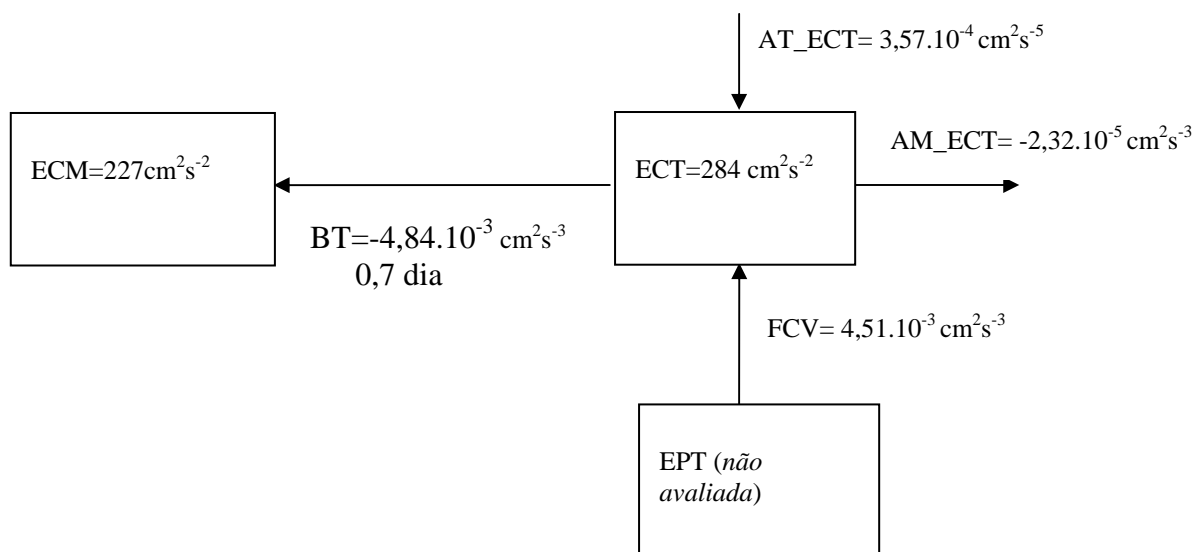 AT_ECT= 3,57.10⁻⁴ cm²s⁻⁵
ECM=227cm²s⁻²
ECT=284 cm²s⁻²
AM_ECT= -2,32.10⁻⁵ cm²s⁻³
BT=-4,84.10⁻³ cm²s⁻³
0,7 dia
FCV= 4,51.10⁻³ cm²s⁻³
EPT (não
avaliada)